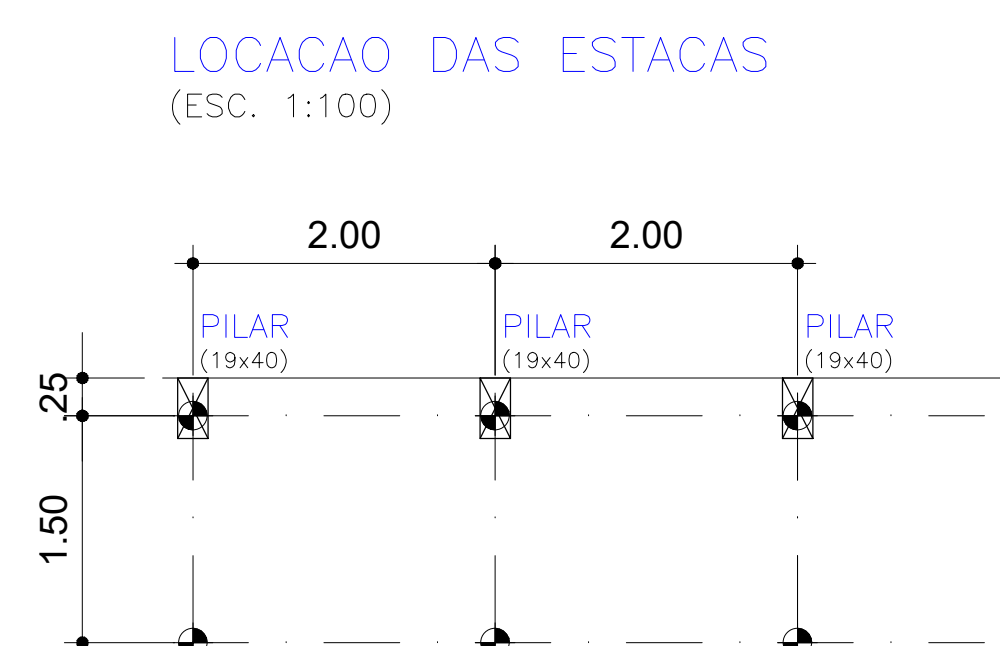 LOCACAO DAS ESTACAS
(ESC. 1:100)
2.00 2.00
PILAR PILAR PILAR
(19x40) (19x40) (19x40)
.25
1.50